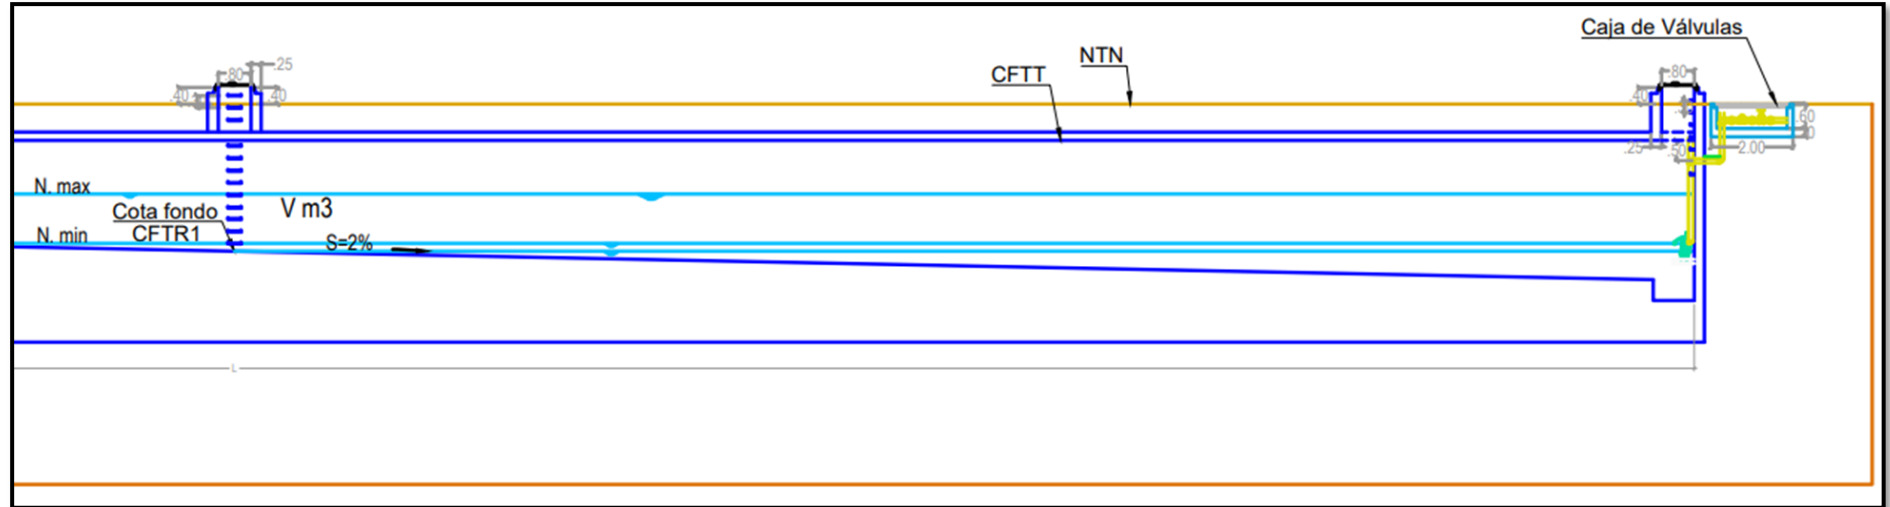 Caja de Válvulas
NTN
CFTT
.25
.80
.80
.40
.40
.40
.60
.25
.50
2.00
N. max
Cota fondo
CFTR1
V m3
N. min
S=2%
L